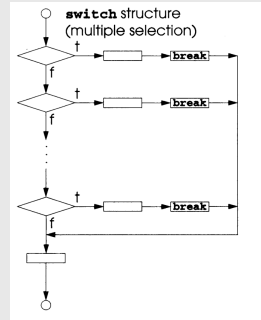 switch structure
(multiple selection)
t
break
f
t
break
f
t
break
f